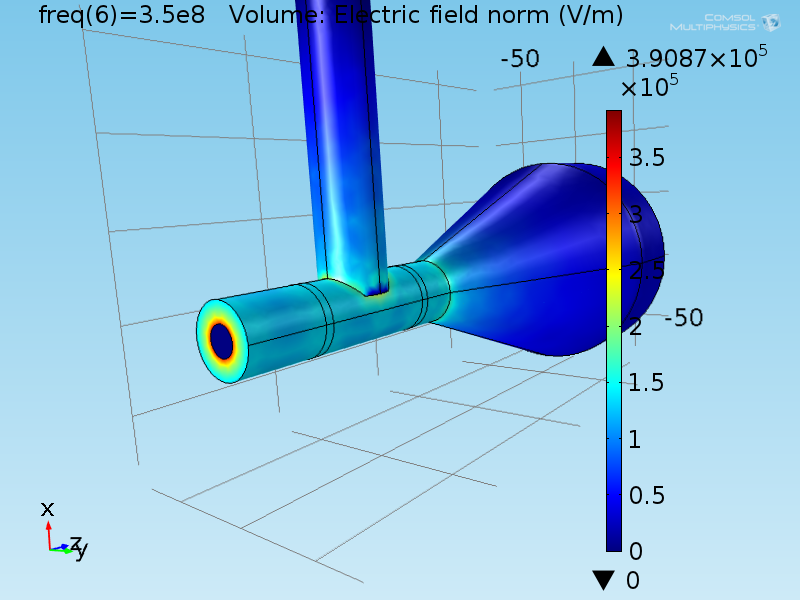 freq(6)=3.5e8 Volume: Electric field norm (V/m)
COMSOL
MULTIPHYSICS
-50
▲ 3.9087×10⁵
×10⁵
3.5
3
2.5
2
-50
1.5
1
0.5
0
▼ 0
x
z
y